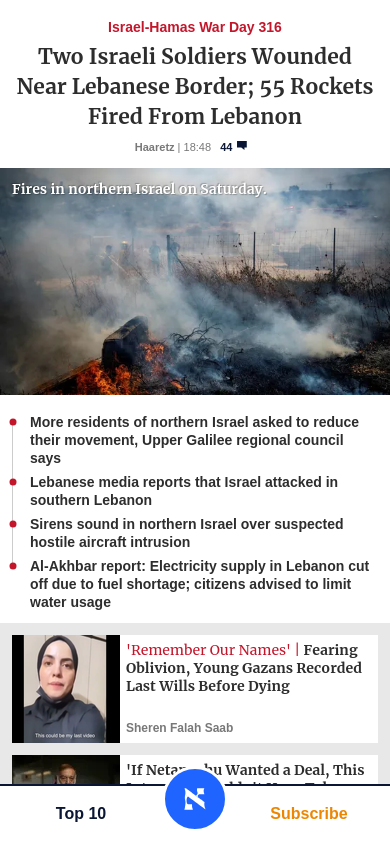 Israel-Hamas War Day 316
Two Israeli Soldiers Wounded
Near Lebanese Border; 55 Rockets
Fired From Lebanon
Haaretz | 18:48 44
Fires in northern Israel on Saturday.
More residents of northern Israel asked to reduce
their movement, Upper Galilee regional council
says
Lebanese media reports that Israel attacked in
southern Lebanon
Sirens sound in northern Israel over suspected
hostile aircraft intrusion
Al-Akhbar report: Electricity supply in Lebanon cut
off due to fuel shortage; citizens advised to limit
water usage
'Remember Our Names' | Fearing
Oblivion, Young Gazans Recorded
Last Wills Before Dying
This could be my last video
Sheren Falah Saab
Wanted a Deal, This
Top 10
Subscribe